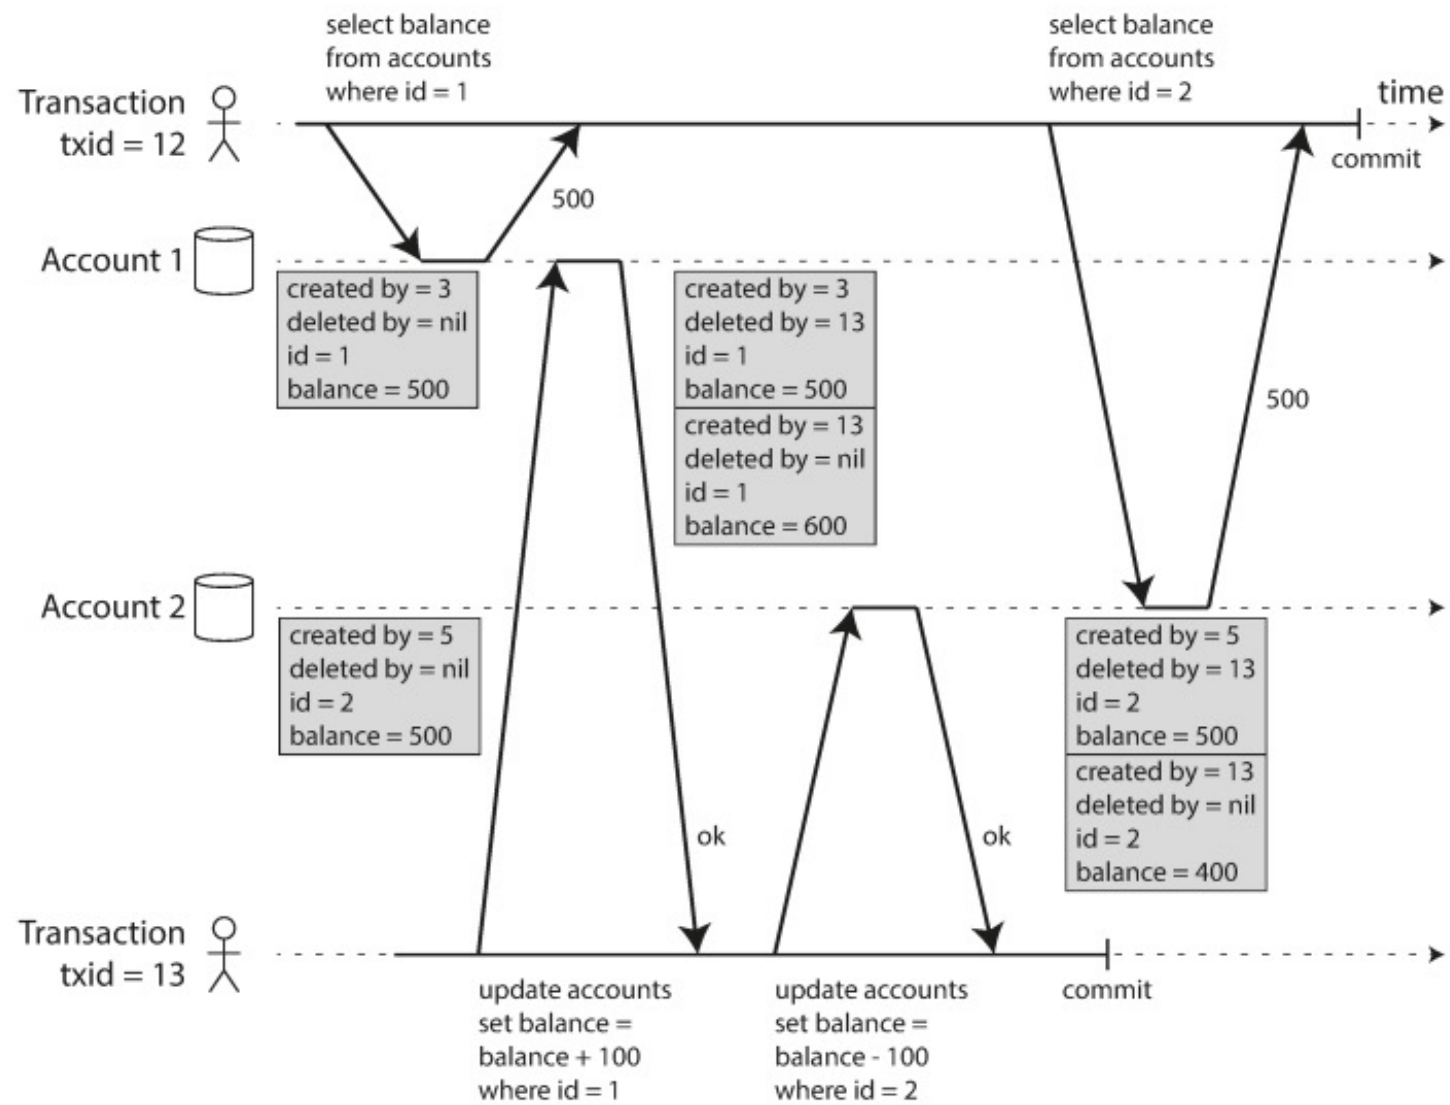 select balance
from accounts
where id = 1
select balance
from accounts
where id = 2
time
Transaction
txid = 12
commit
500
Account 1
created by = 3
deleted by = nil
id = 1
balance = 500
created by = 3
deleted by = 13
id = 1
balance = 500
created by = 13
deleted by = nil
id = 1
balance = 600
500
Account 2
created by = 5
deleted by = nil
id = 2
balance = 500
created by = 5
deleted by = 13
id = 2
balance = 500
created by = 13
deleted by = nil
id = 2
balance = 400
ok
ok
Transaction
txid = 13
update accounts
set balance =
balance + 100
where id = 1
update accounts
set balance =
balance - 100
where id = 2
commit